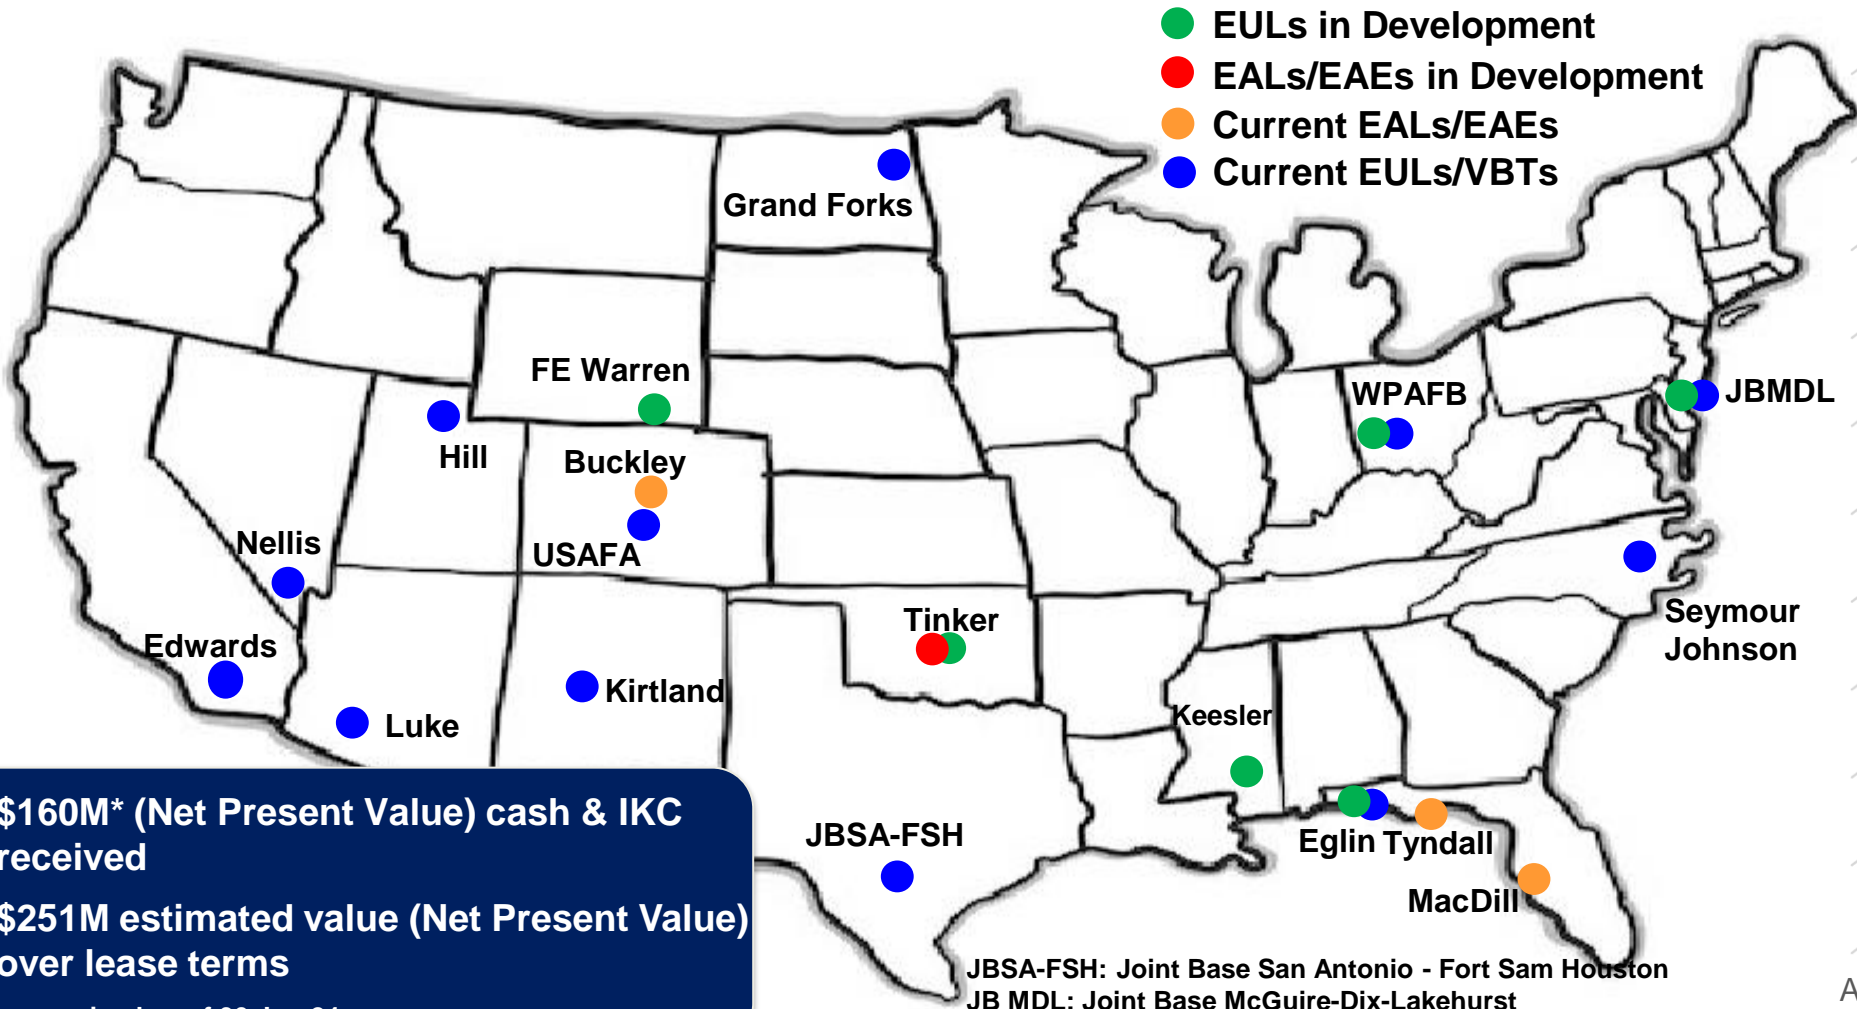 EULs in Development
EALs/EAEs in Development
Current EALs/EAEs
Current EULs/VBTs
Grand Forks
FE Warren
WPAFB
JBMDL
Hill
Buckley
Nellis
USAFA
Seymour
Johnson
Tinker
Edwards
Kirtland
Keesler
Luke
$160M* (Net Present Value) cash & IKC
received
JBSA-FSH
Eglin Tyndall
MacDill
$251M estimated value (Net Present Value)
over lease terms
JBSA-FSH: Joint Base San Antonio - Fort Sam Houston
JB MDL: Joint Base McGuire-Dix-Lakehurst
A